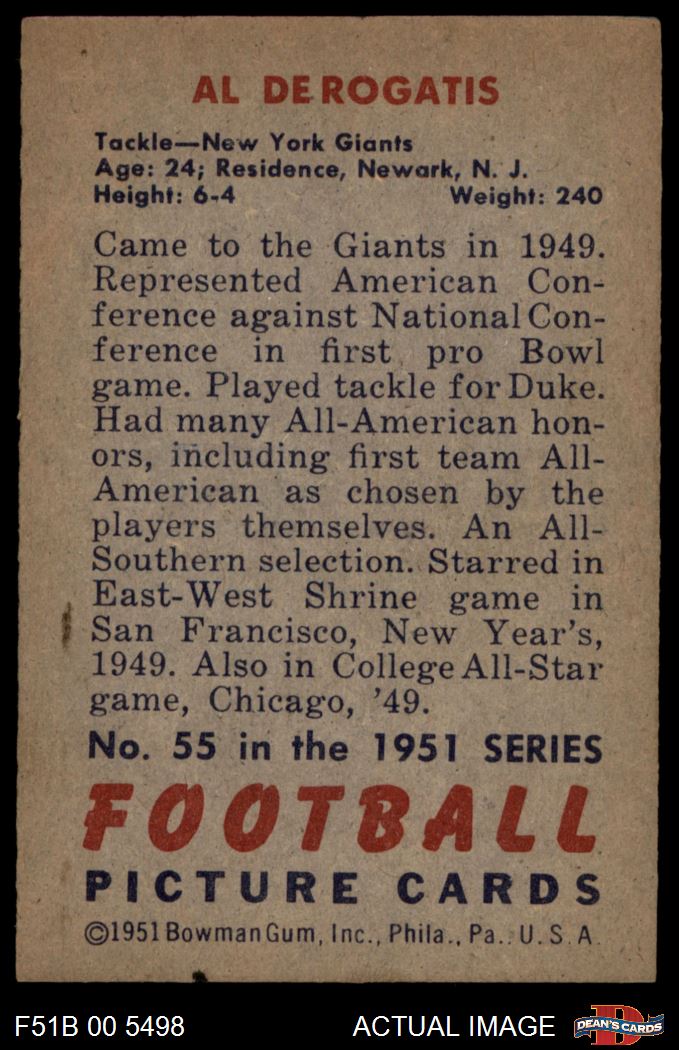 AL DEROGATIS
Tackle—New York Giants
Age: 24; Residence, Newark, N. J.
Height: 6-4 Weight: 240
Came to the Giants in 1949.
Represented American Con-
ference against National Con-
ference in first pro Bowl
game. Played tackle for Duke.
Had many All-American hon-
ors, including first team All-
American as chosen by the
players themselves. An All-
Southern selection. Starred in
East-West Shrine game in
San Francisco, New Year's,
1949. Also in College All-Star
game, Chicago, '49.
No. 55 in the 1951 SERIES
FOOTBALL
PICTURE CARDS
©1951 Bowman Gum, Inc., Phila., Pa.. U. S. A.
F51B 00 5498 ACTUAL IMAGE DEAN'S CARDS